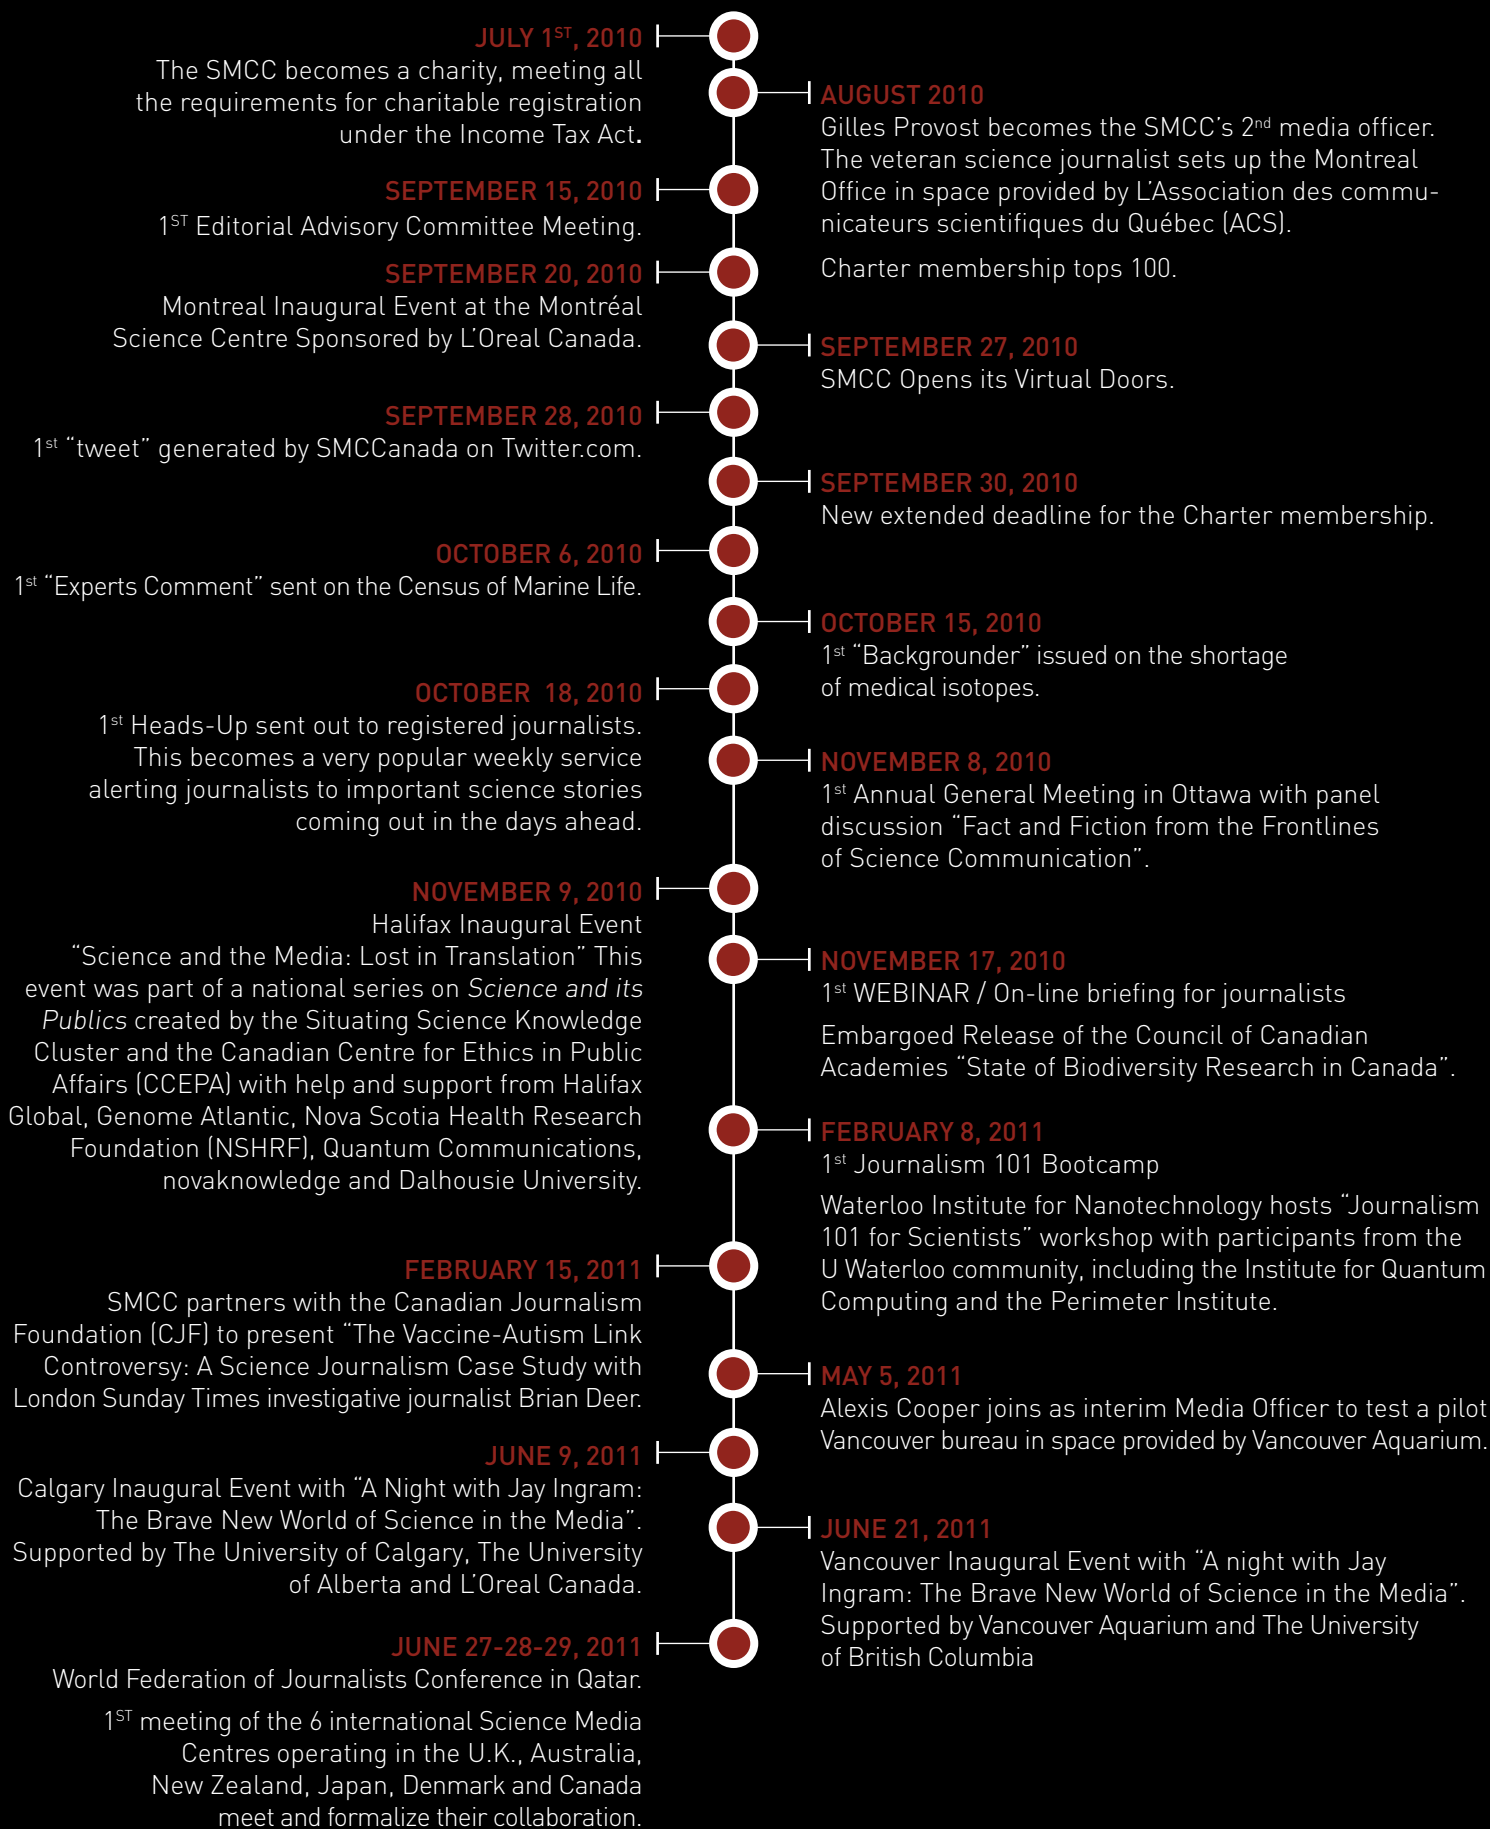 JULY 1ST, 2010
The SMCC becomes a charity, meeting all
the requirements for charitable registration
under the Income Tax Act.
AUGUST 2010
Gilles Provost becomes the SMCC’s 2nd media officer.
The veteran science journalist sets up the Montreal
Office in space provided by L’Association des commu-
nicateurs scientifiques du Québec (ACS).
Charter membership tops 100.
SEPTEMBER 15, 2010
1ST Editorial Advisory Committee Meeting.
SEPTEMBER 20, 2010
Montreal Inaugural Event at the Montréal
Science Centre Sponsored by L’Oreal Canada.
SEPTEMBER 27, 2010
SMCC Opens its Virtual Doors.
SEPTEMBER 28, 2010
1st “tweet” generated by SMCCanada on Twitter.com.
SEPTEMBER 30, 2010
New extended deadline for the Charter membership.
OCTOBER 6, 2010
1st “Experts Comment” sent on the Census of Marine Life.
OCTOBER 15, 2010
1st “Backgrounder” issued on the shortage
of medical isotopes.
OCTOBER 18, 2010
1st Heads-Up sent out to registered journalists.
This becomes a very popular weekly service
alerting journalists to important science stories
coming out in the days ahead.
NOVEMBER 8, 2010
1st Annual General Meeting in Ottawa with panel
discussion “Fact and Fiction from the Frontlines
of Science Communication”.
NOVEMBER 9, 2010
Halifax Inaugural Event
“Science and the Media: Lost in Translation” This
event was part of a national series on Science and its
Publics created by the Situating Science Knowledge
Cluster and the Canadian Centre for Ethics in Public
Affairs (CCEPA) with help and support from Halifax
Global, Genome Atlantic, Nova Scotia Health Research
Foundation (NSHRF), Quantum Communications,
novaknowledge and Dalhousie University.
NOVEMBER 17, 2010
1st WEBINAR / On-line briefing for journalists
Embargoed Release of the Council of Canadian
Academies “State of Biodiversity Research in Canada”.
FEBRUARY 8, 2011
1st Journalism 101 Bootcamp
Waterloo Institute for Nanotechnology hosts “Journalism
101 for Scientists” workshop with participants from the
U Waterloo community, including the Institute for Quantum
Computing and the Perimeter Institute.
FEBRUARY 15, 2011
SMCC partners with the Canadian Journalism
Foundation (CJF) to present “The Vaccine-Autism Link
Controversy: A Science Journalism Case Study with
London Sunday Times investigative journalist Brian Deer.
MAY 5, 2011
Alexis Cooper joins as interim Media Officer to test a pilot
Vancouver bureau in space provided by Vancouver Aquarium.
JUNE 9, 2011
Calgary Inaugural Event with “A Night with Jay Ingram:
The Brave New World of Science in the Media”.
Supported by The University of Calgary, The University
of Alberta and L’Oreal Canada.
JUNE 21, 2011
Vancouver Inaugural Event with “A night with Jay
Ingram: The Brave New World of Science in the Media”.
Supported by Vancouver Aquarium and The University
of British Columbia
JUNE 27-28-29, 2011
World Federation of Journalists Conference in Qatar.
1ST meeting of the 6 international Science Media
Centres operating in the U.K., Australia,
New Zealand, Japan, Denmark and Canada
meet and formalize their collaboration.